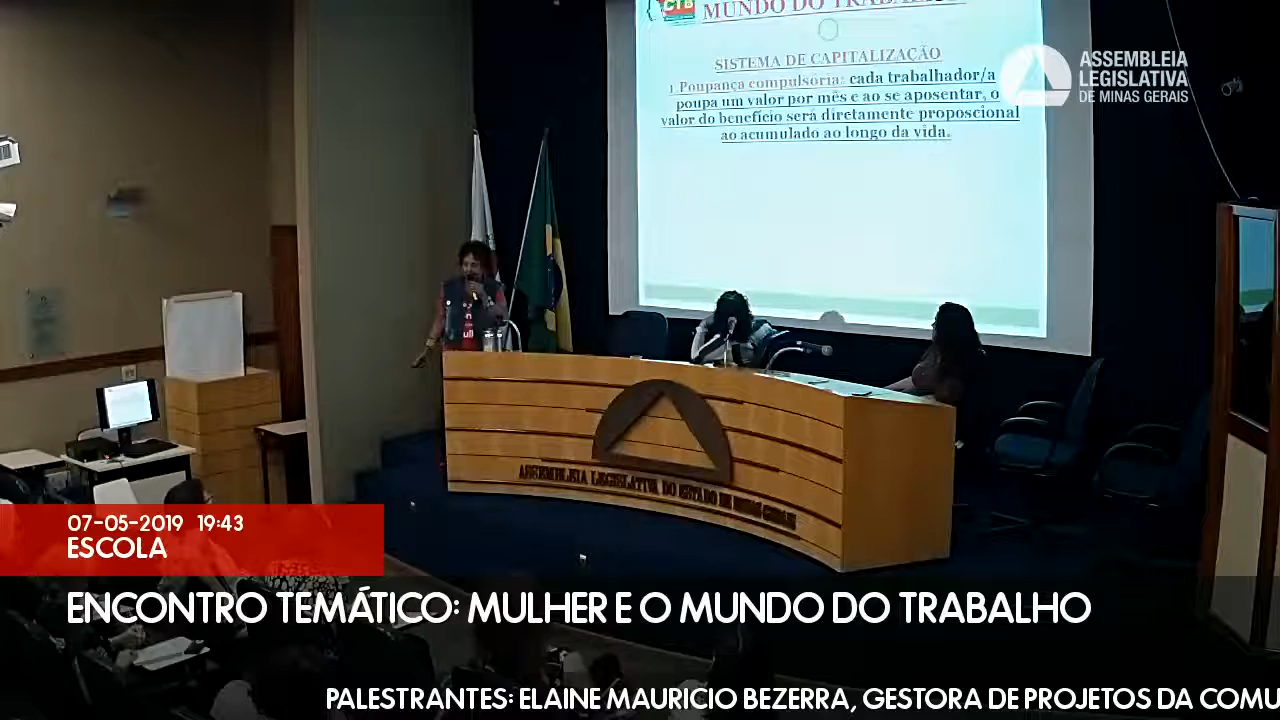 CTB
MUNDO DO
SISTEMA DE CAPITALIZAÇÃO
1 Poupança compulsória: cada trabalhador/a
poupa um valor por mês e ao se aposentar, o
valor do benefício será diretamente proposcional
ao acumulado ao longo da vida.
ASSEMBLEIA
LEGISLATIVA
DE MINAS GERAIS
ASSEMBLEIA LEGISLATIVA DO ESTADO DE MINAS GERAIS
07-05-2019 19:43
ESCOLA
ENCONTRO TEMÁTICO: MULHER E O MUNDO DO TRABALHO
PALESTRANTES: ELAINE MAURICIO BEZERRA, GESTORA DE PROJETOS DA COMU